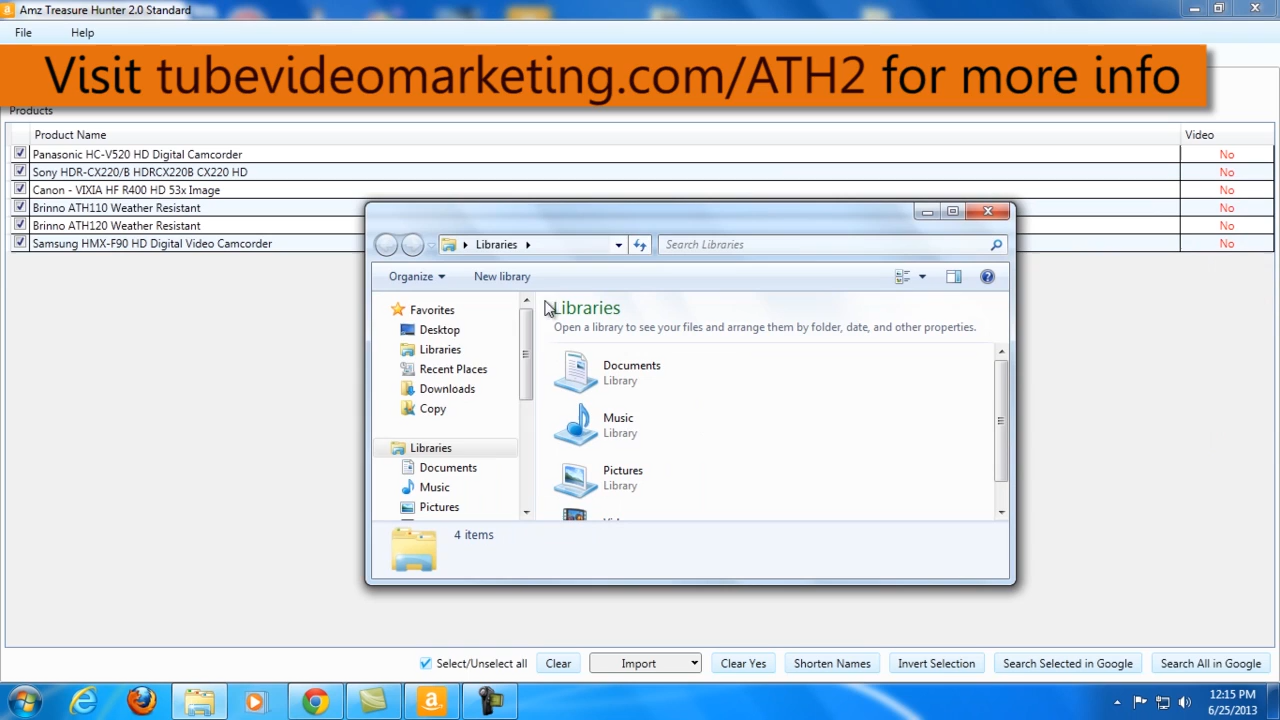 Amz Treasure Hunter 2.0 Standard
File Help
Visit tubevideomarketing.com/ATH2 for more info
Products
Product Name Video
Panasonic HC-V520 HD Digital Camcorder No
Sony HDR-CX220/B HDRCX220B CX220 HD No
Canon - VIXIA HF R400 HD 53x Image No
Brinno ATH110 Weather Resistant No
Brinno ATH120 Weather Resistant No
Samsung HMX-F90 HD Digital Video Camcorder No
Libraries
Search Libraries
Organize New library
Favorites
Desktop
Libraries
Recent Places
Downloads
Copy
Libraries
Documents
Music
Pictures
Libraries
Open a library to see your files and arrange them by folder, date, and other properties.
Documents
Library
Music
Library
Pictures
Library
4 items
Select/Unselect all Clear Import Clear Yes Shorten Names Invert Selection Search Selected in Google Search All in Google
12:15 PM
6/25/2013